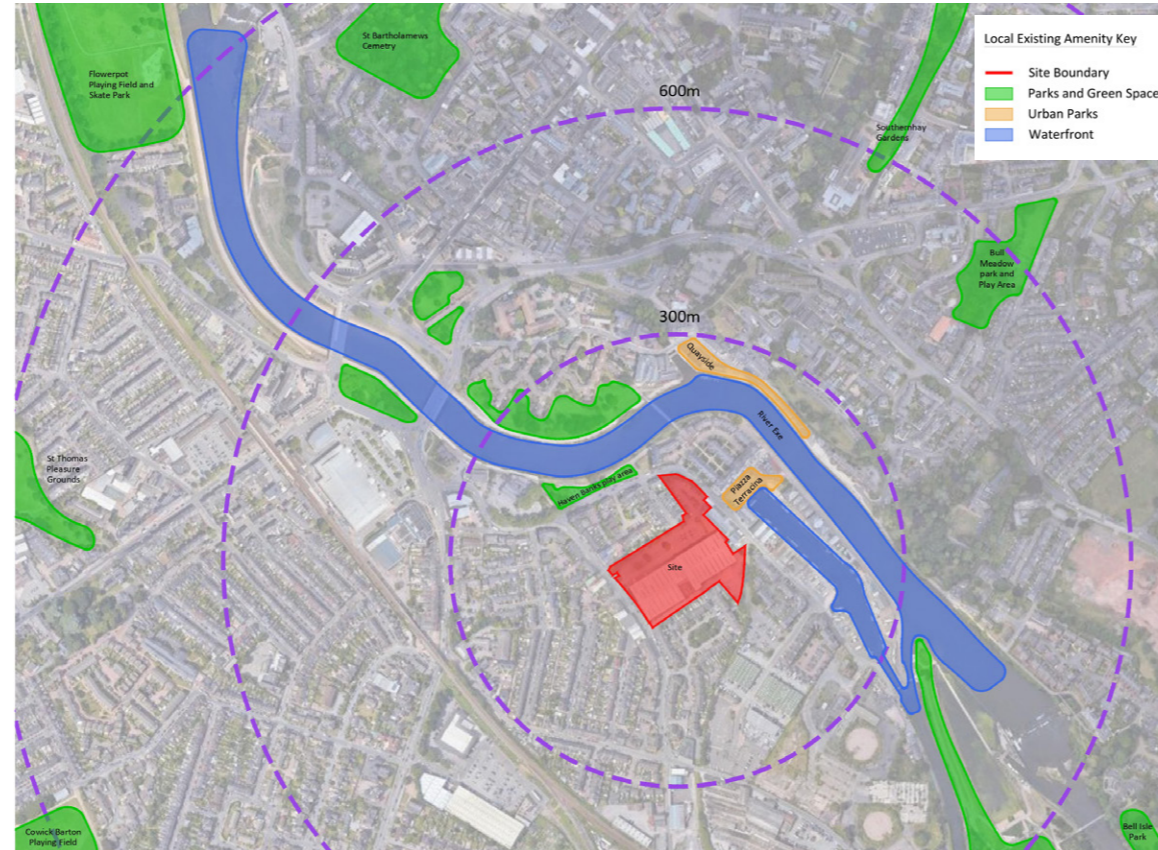 Local Existing Amenity Key
Site Boundary
Parks and Green Space
Urban Parks
Waterfront
St Bartholamews
Cemetry
Flowerpot
Playing Field and
Skate Park
600m
Southernhay
Gardens
Bull
Meadow
park and
Play Area
300m
Quayside
River Exe
St Thomas
Pleasure
Grounds
Haven Banks play area
Piazza
Terracina
Site
Cowick Barton
Playing Field
Bell Isle
Park